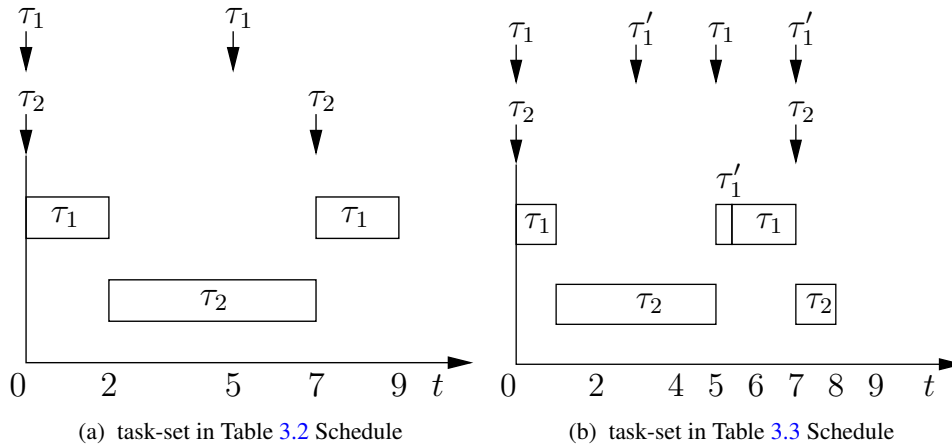 τ₁ τ₁ τ₁ τ₁′ τ₁ τ₁′
τ₂ τ₂ τ₂ τ₂
τ₁′
τ₁ τ₁ τ₁ τ₁
τ₂ τ₂ τ₂
0 2 5 7 9 t 0 2 4 5 6 7 8 9 t
(a) task-set in Table 3.2 Schedule
(b) task-set in Table 3.3 Schedule